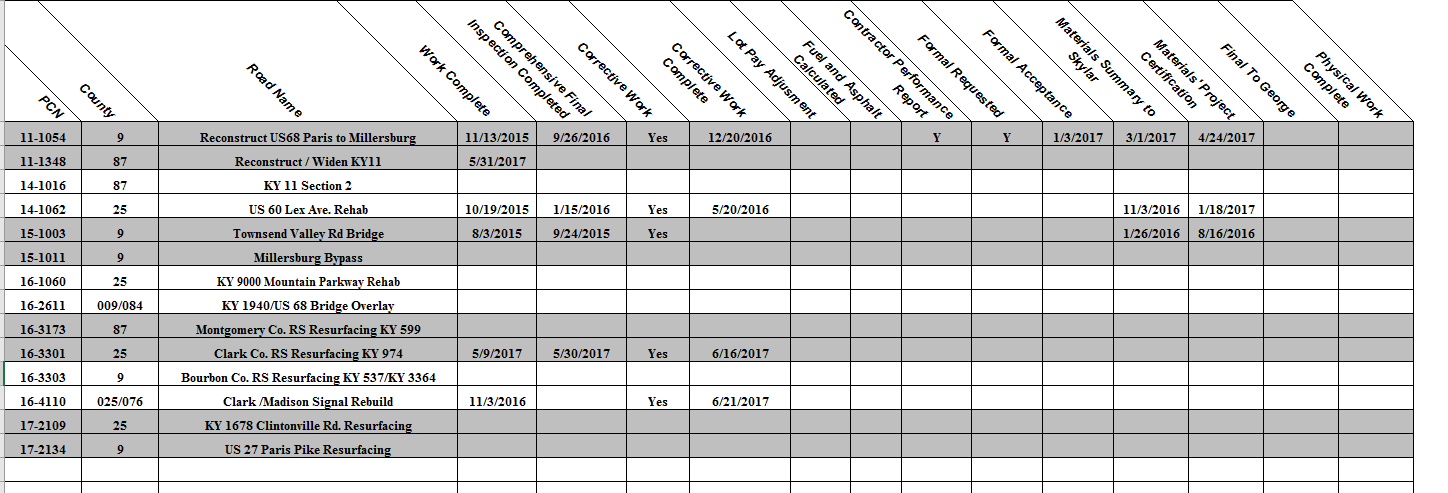 PCN
County
Road Name
Work Complete
Comprehensive Final
Inspection Completed
Corrective Work
Corrective Work
Complete
Lot Pay Adjusment
Fuel and Asphalt
Calculated
Contractor Performance
Report
Formal Requested
Formal Acceptance
Materials Summary to
Skylar
Materials' Project
Certification
Final To George
Physical Work
Complete
11-1054 9 Reconstruct US68 Paris to Millersburg 11/13/2015 9/26/2016 Yes 12/20/2016 Y Y 1/3/2017 3/1/2017 4/24/2017
11-1348 87 Reconstruct / Widen KY11 5/31/2017
14-1016 87 KY 11 Section 2
14-1062 25 US 60 Lex Ave. Rehab 10/19/2015 1/15/2016 Yes 5/20/2016 11/3/2016 1/18/2017
15-1003 9 Townsend Valley Rd Bridge 8/3/2015 9/24/2015 Yes 1/26/2016 8/16/2016
15-1011 9 Millersburg Bypass
16-1060 25 KY 9000 Mountain Parkway Rehab
16-2611 009/084 KY 1940/US 68 Bridge Overlay
16-3173 87 Montgomery Co. RS Resurfacing KY 599
16-3301 25 Clark Co. RS Resurfacing KY 974 5/9/2017 5/30/2017 Yes 6/16/2017
16-3303 9 Bourbon Co. RS Resurfacing KY 537/KY 3364
16-4110 025/076 Clark /Madison Signal Rebuild 11/3/2016 Yes 6/21/2017
17-2109 25 KY 1678 Clintonville Rd. Resurfacing
17-2134 9 US 27 Paris Pike Resurfacing